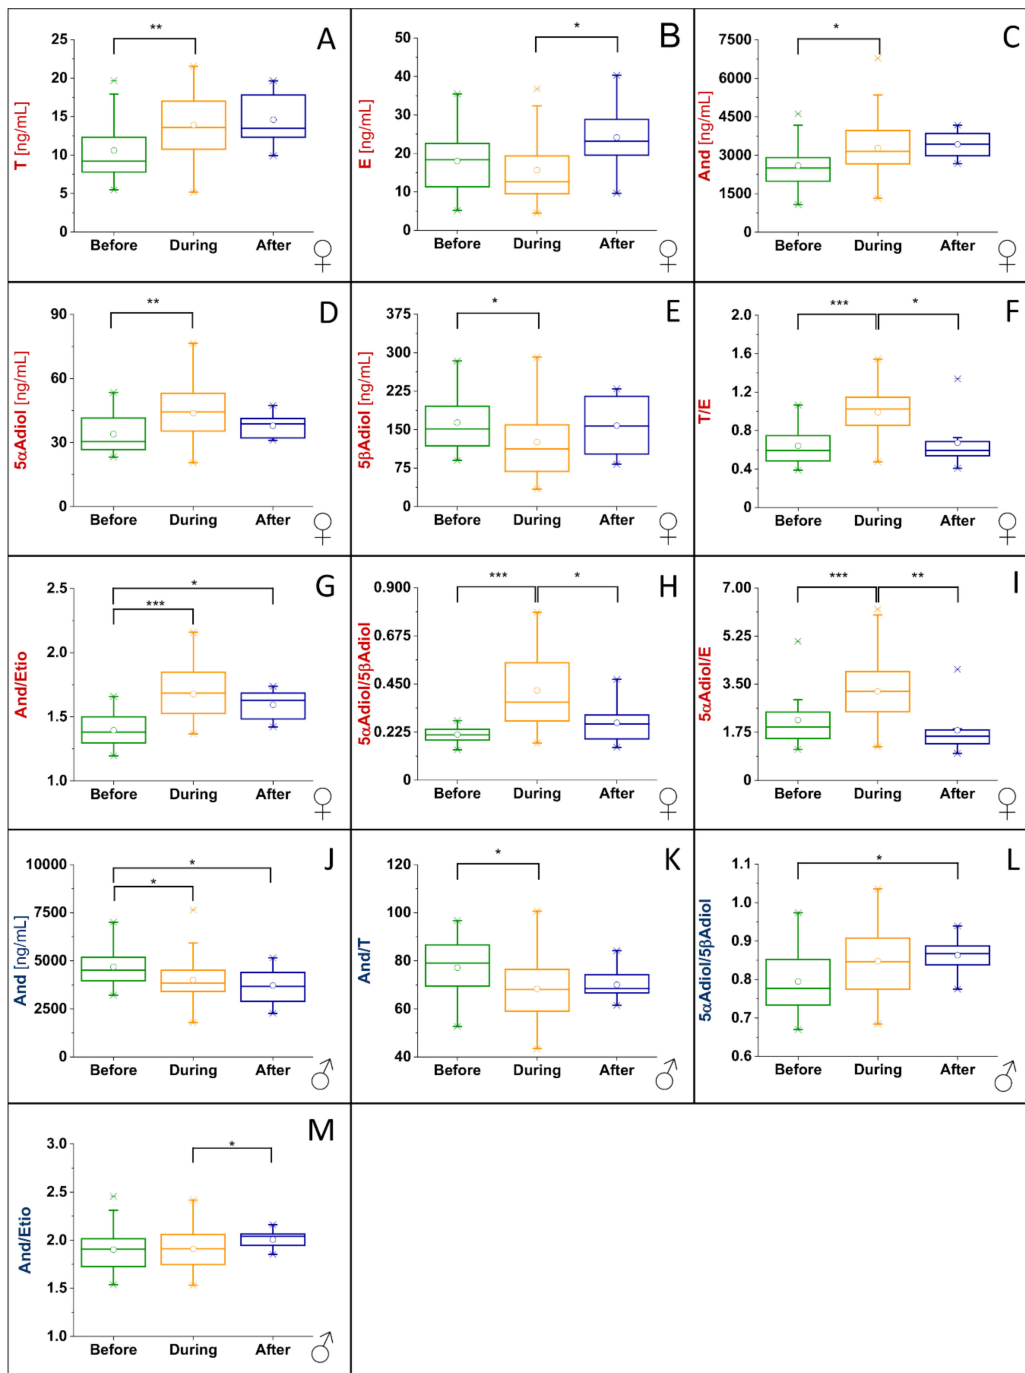 A
**
T [ng/mL]
25
20
15
10
5
0
Before During After
♀
B
*
E [ng/mL]
50
40
30
20
10
0
Before During After
♀
C
*
And [ng/mL]
7500
6000
4500
3000
1500
0
Before During After
♀
D
**
5αAdiol [ng/mL]
90
60
30
0
Before During After
♀
E
*
5βAdiol [ng/mL]
375
300
225
150
75
0
Before During After
♀
F
*** *
T/E
2.0
1.6
1.2
0.8
0.4
0.0
Before During After
♀
G
*
***
And/Etio
2.5
2.0
1.5
1.0
Before During After
♀
H
*** *
5αAdiol/5βAdiol
0.900
0.675
0.450
0.225
0
Before During After
♀
I
*** **
5αAdiol/E
7.00
5.25
3.50
1.75
0
Before During After
♀
J
*
*
And [ng/mL]
10000
7500
5000
2500
0
Before During After
♂
K
*
And/T
120
100
80
60
40
Before During After
♂
L
*
5αAdiol/5βAdiol
1.1
1.0
0.9
0.8
0.7
0.6
Before During After
♂
M
*
And/Etio
3.0
2.5
2.0
1.5
1.0
Before During After
♂